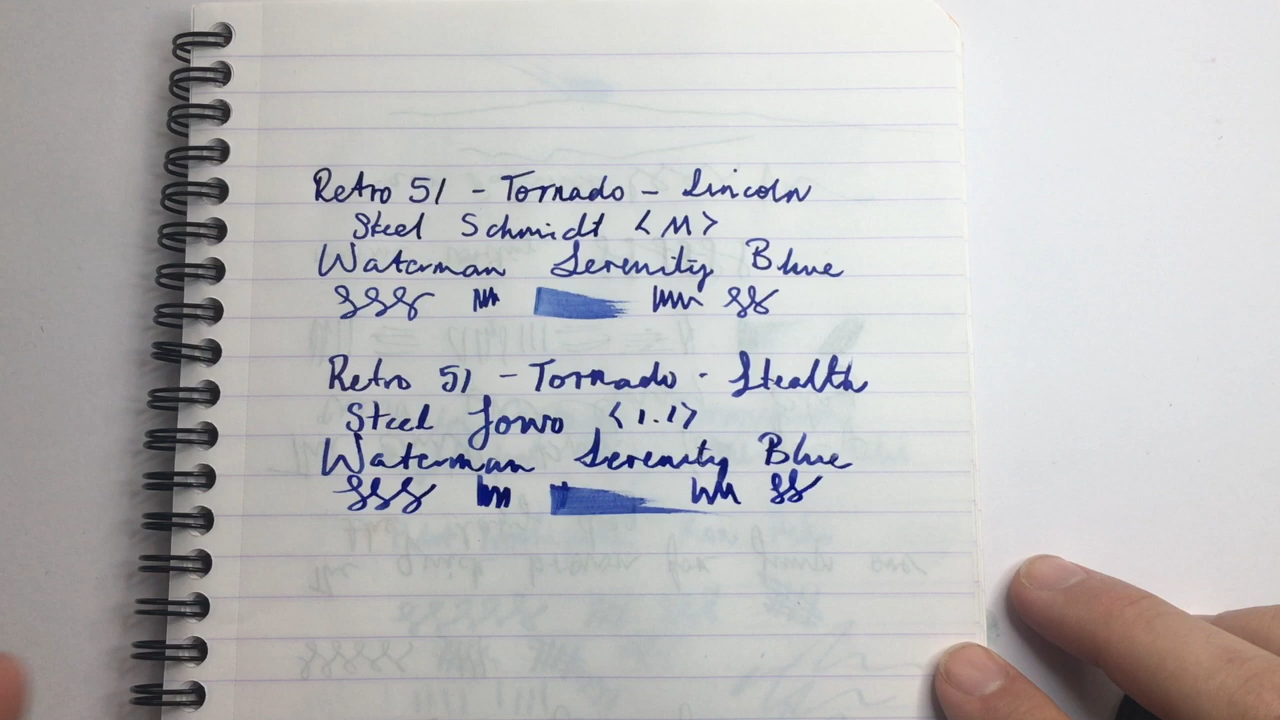 Retro 51 - Tornado - Lincoln
Steel Schmidt <M>
Waterman Serenity Blue
Retro 51 - Tornado - Stealth
Steel Jowo <1.1>
Waterman Serenity Blue